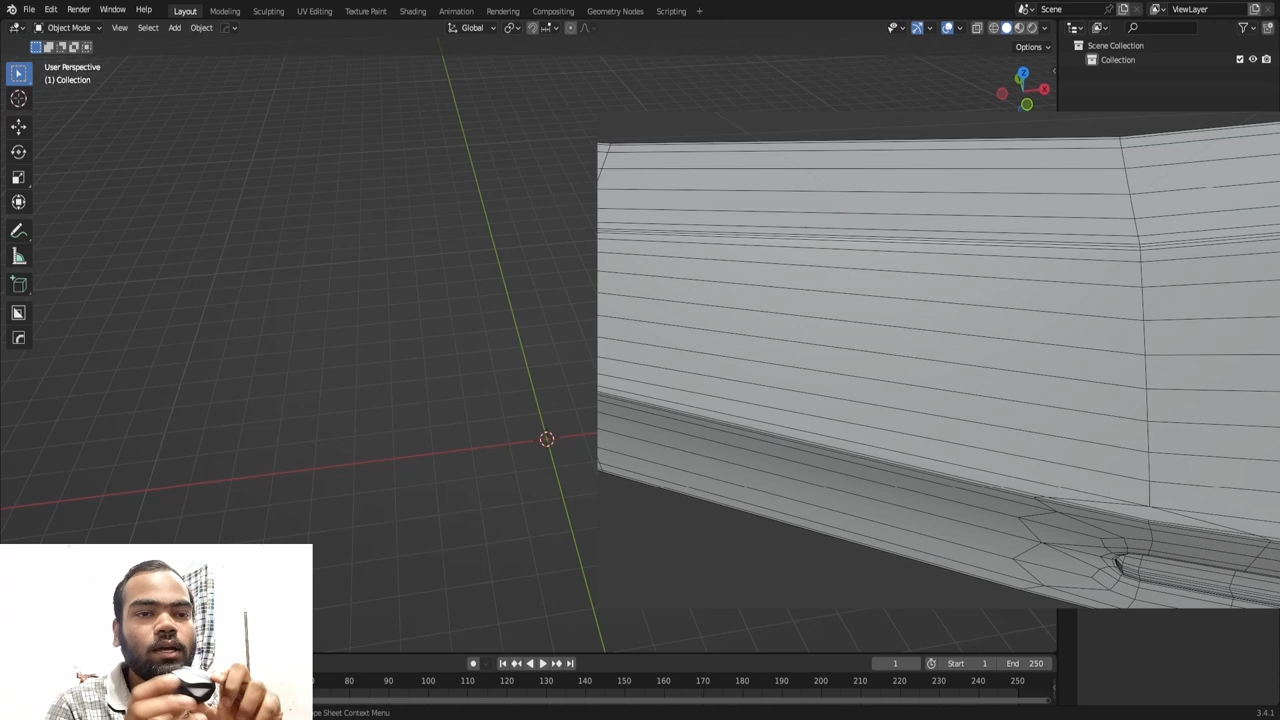 File Edit Render Window Help Layout Modeling Sculpting UV Editing Texture Paint Shading Animation Rendering Compositing Geometry Nodes Scripting + Scene ViewLayer
Object Mode View Select Add Object Global
Options
User Perspective
(1) Collection
Scene Collection
Collection
X
Z
1 Start 1 End 250
80 90 100 110 120 130 140 150 160 170 180 190 200 210 220 230 240 250
Context Menu
3.4.1